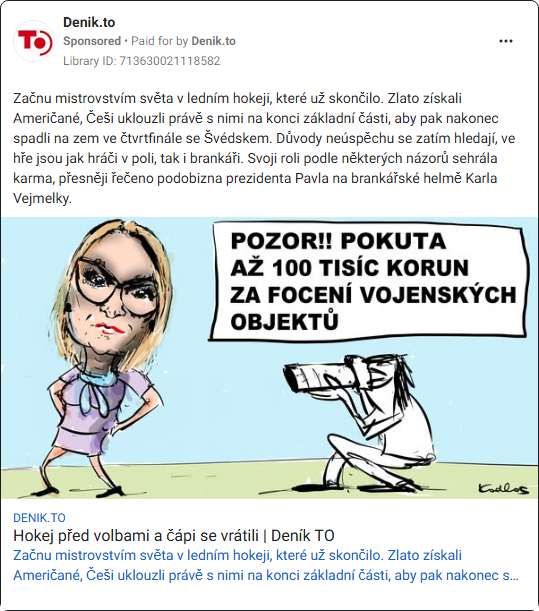 Denik.to
Sponsored • Paid for by Denik.to
Library ID: 713630021118582
TO
Začnu mistrovstvím světa v ledním hokeji, které už skončilo. Zlato získali
Američané, Češi uklouzli právě s nimi na konci základní části, aby pak nakonec
spadli na zem ve čtvrtfinále se Švédskem. Důvody neúspěchu se zatím hledají, ve
hře jsou jak hráči v poli, tak i brankáři. Svoji roli podle některých názorů sehrála
karma, přesněji řečeno podobizna prezidenta Pavla na brankářské helmě Karla
Vejmelky.
POZOR!! POKUTA
AŽ 100 TISÍC KORUN
ZA FOCENÍ VOJENSKÝCH
OBJEKTŮ
Kodlos
DENIK.TO
Hokej před volbami a čápi se vrátili | Deník TO
Začnu mistrovstvím světa v ledním hokeji, které už skončilo. Zlato získali
Američané, Češi uklouzli právě s nimi na konci základní části, aby pak nakonec s...